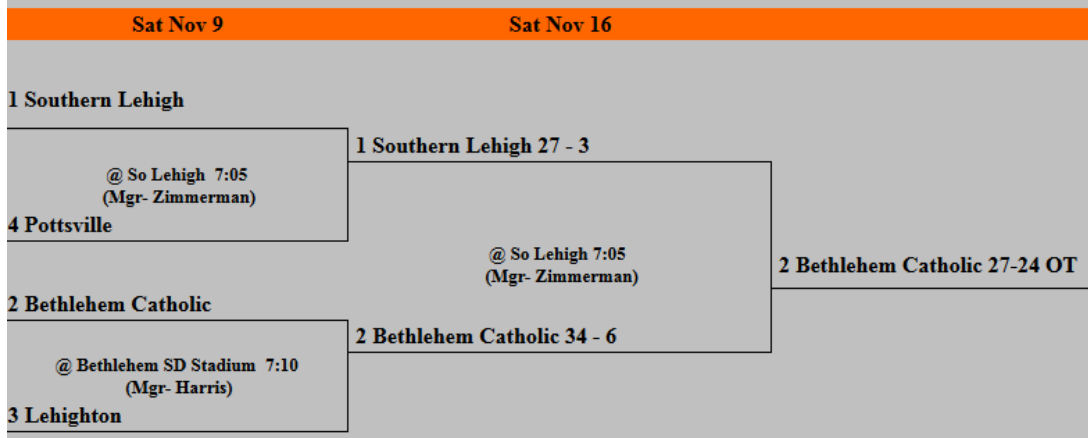 Sat Nov 9
Sat Nov 16
1 Southern Lehigh
1 Southern Lehigh 27 - 3
@ So Lehigh 7:05
(Mgr- Zimmerman)
4 Pottsville
@ So Lehigh 7:05
(Mgr- Zimmerman)
2 Bethlehem Catholic 27-24 OT
2 Bethlehem Catholic
2 Bethlehem Catholic 34 - 6
@ Bethlehem SD Stadium 7:10
(Mgr- Harris)
3 Lehighton